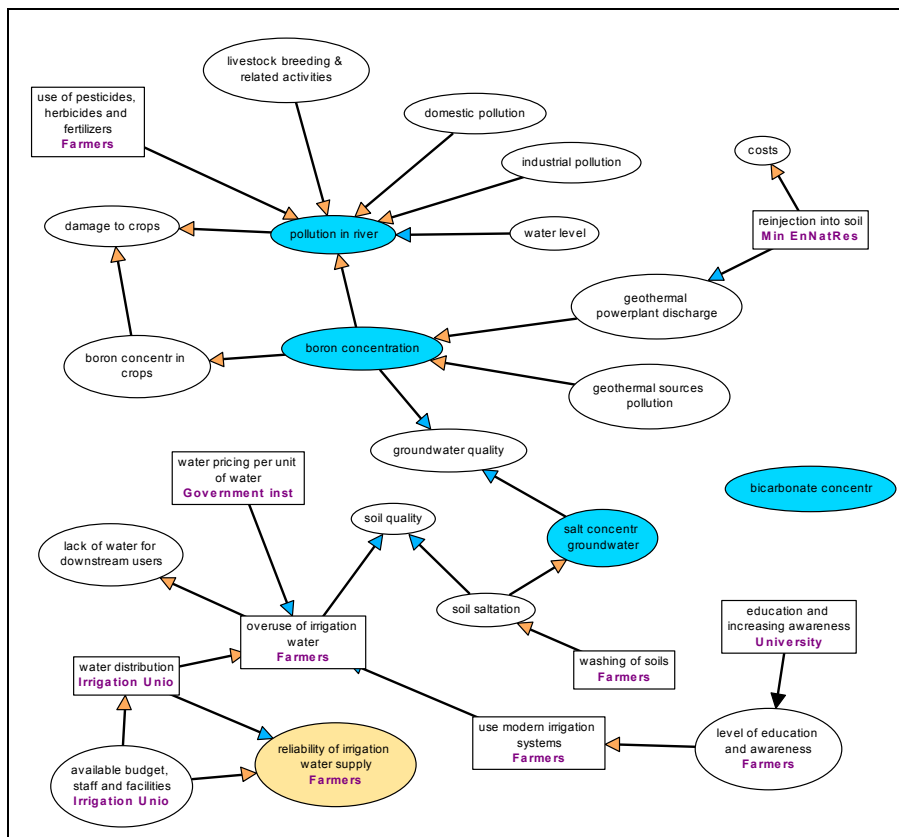 livestock breeding &
related activities
use of pesticides,
herbicides and
fertilizers
Farmers
domestic pollution
costs
industrial pollution
damage to crops
pollution in river
water level
reinjection into soil
Min EnNatRes
geothermal
powerplant discharge
boron concentr in
crops
boron concentration
geothermal sources
pollution
groundwater quality
water pricing per unit
of water
Government inst
bicarbonate concentr
soil quality
salt concentr
groundwater
lack of water for
downstream users
soil saltation
education and
increasing awareness
University
overuse of irrigation
water
Farmers
water distribution
Irrigation Unio
washing of soils
Farmers
use modern irrigation
systems
Farmers
level of education
and awareness
Farmers
reliability of irrigation
water supply
Farmers
available budget,
staff and facilities
Irrigation Unio